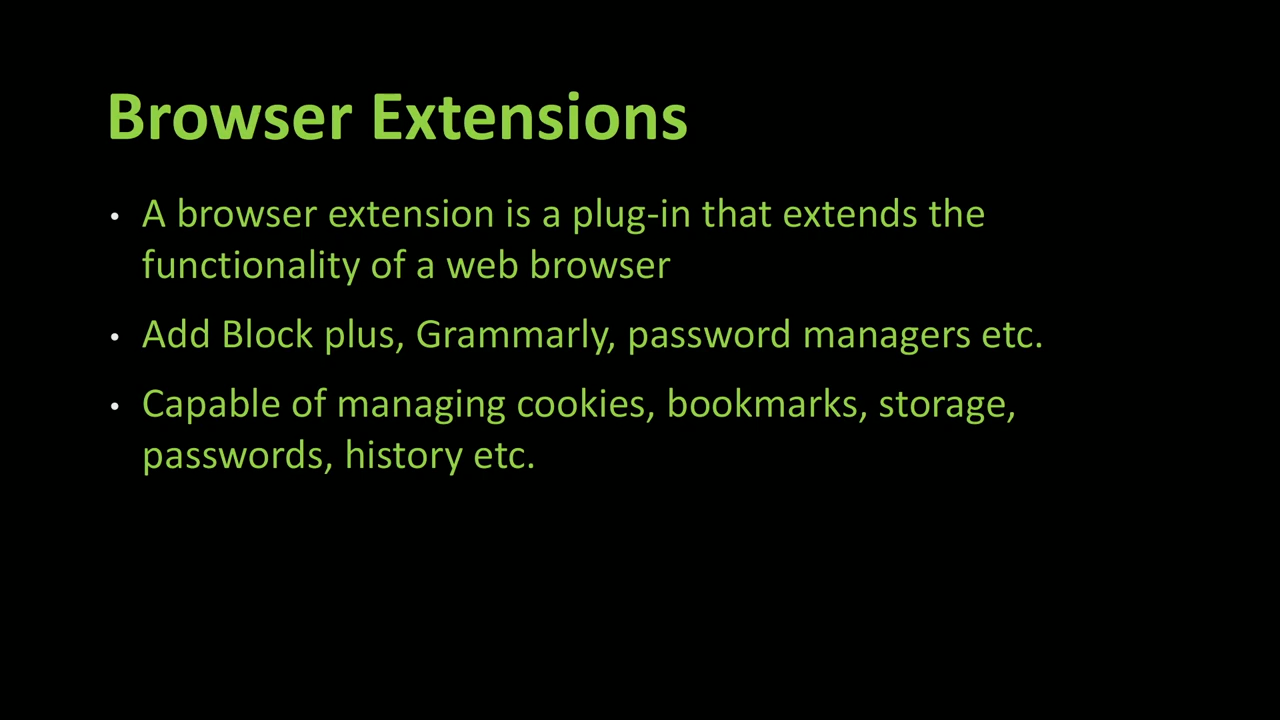 Browser Extensions
• A browser extension is a plug-in that extends the
functionality of a web browser
• Add Block plus, Grammarly, password managers etc.
• Capable of managing cookies, bookmarks, storage,
passwords, history etc.